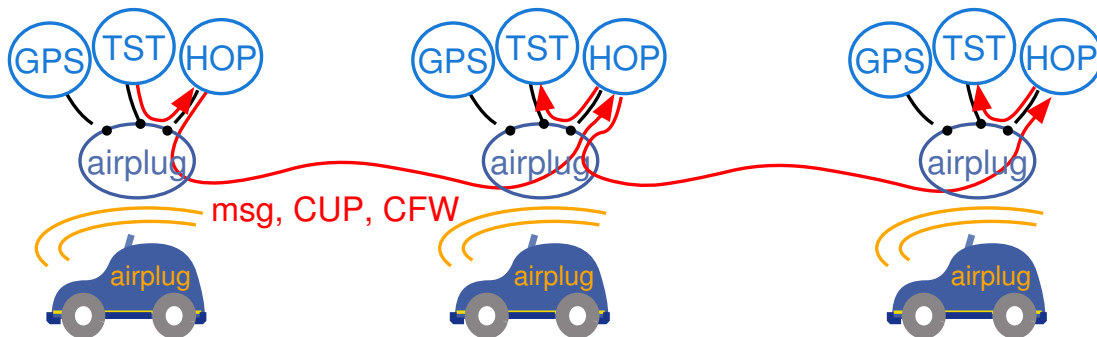 GPS TST HOP GPS TST HOP GPS TST HOP
airplug airplug airplug
msg, CUP, CFW
airplug airplug airplug